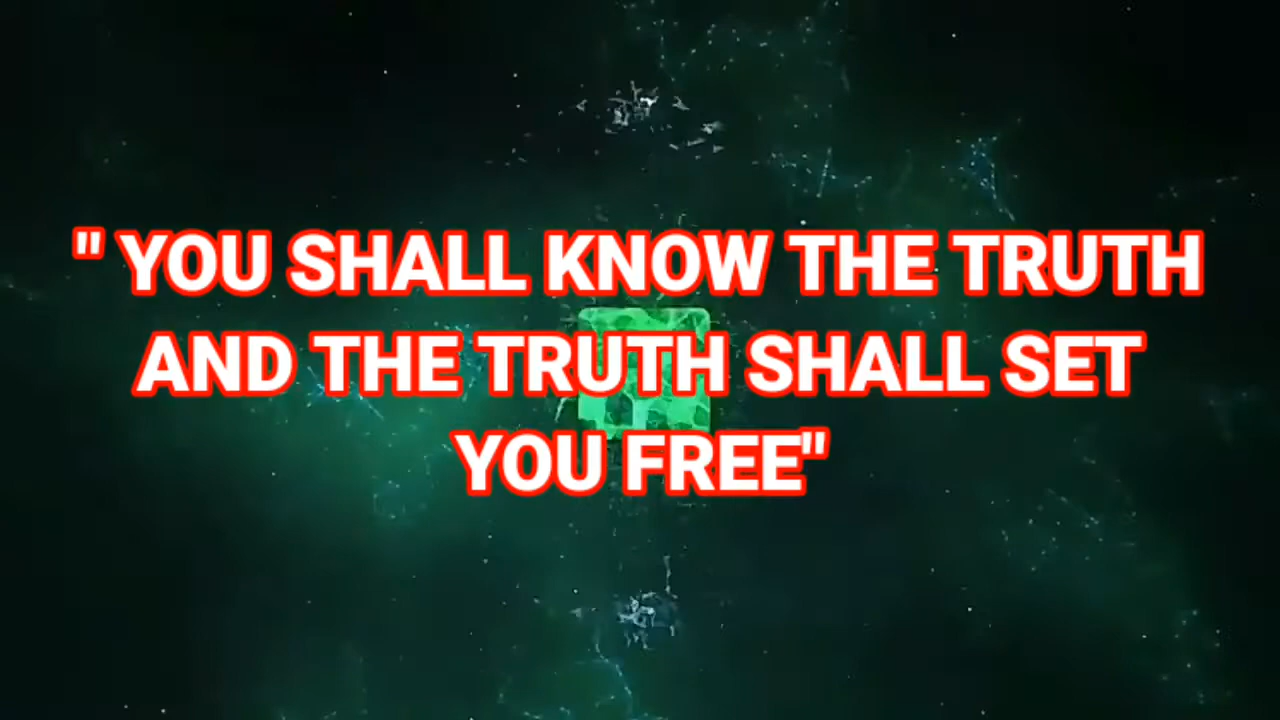 " YOU SHALL KNOW THE TRUTH
AND THE TRUTH SHALL SET
YOU FREE"